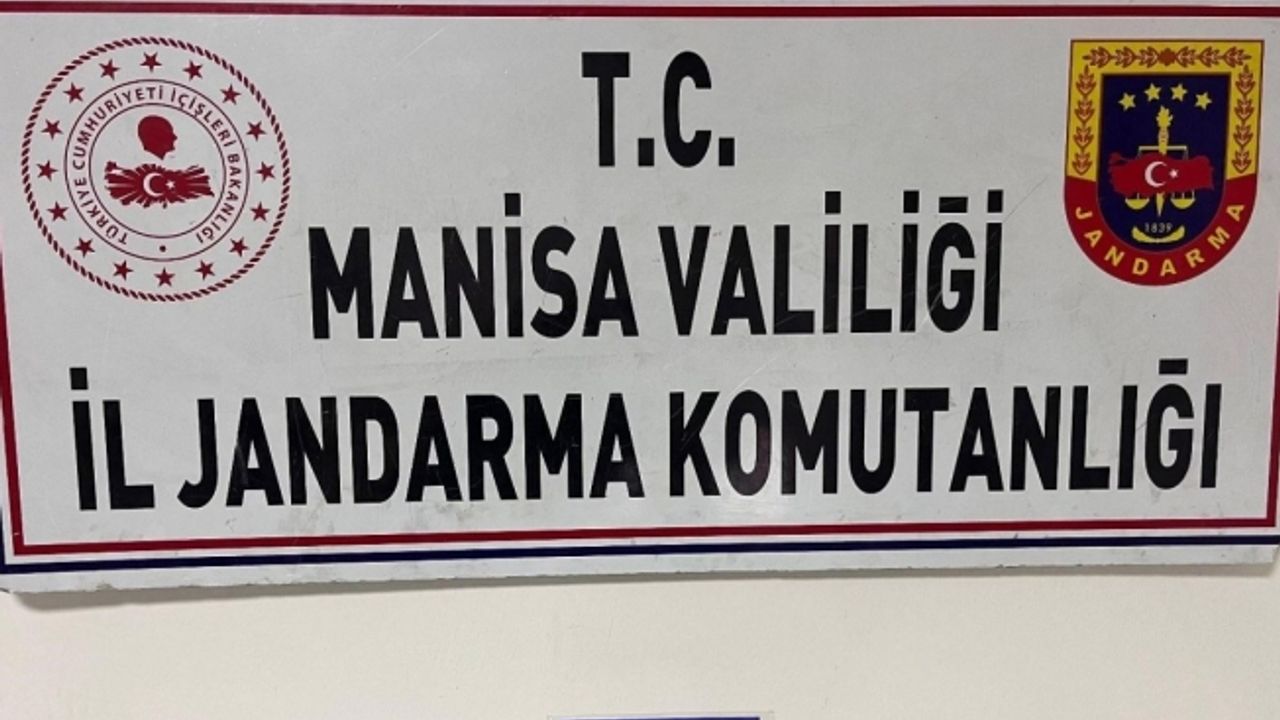 T.C.
MANİSA VALİLİĞİ
İL JANDARMA KOMUTANLIĞI
TÜRKİYE CUMHURİYETİ İÇİŞLERİ BAKANLIĞI
1839
JANDARMA